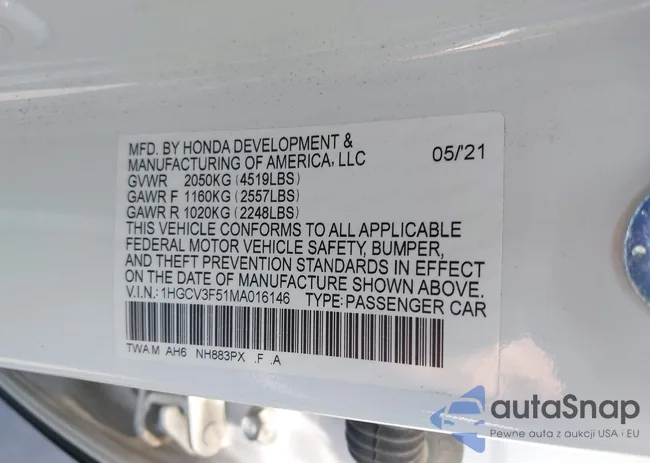 MFD. BY HONDA DEVELOPMENT &
MANUFACTURING OF AMERICA, LLC 05/'21
GVWR 2050KG (4519LBS)
GAWR F 1160KG (2557LBS)
GAWR R 1020KG (2248LBS)
THIS VEHICLE CONFORMS TO ALL APPLICABLE
FEDERAL MOTOR VEHICLE SAFETY, BUMPER,
AND THEFT PREVENTION STANDARDS IN EFFECT
ON THE DATE OF MANUFACTURE SHOWN ABOVE.
V.I.N.: 1HGCV3F51MA016146 TYPE: PASSENGER CAR
TWA M AH6 NH883PX .F .A
autaSnap
Pewne auta z aukcji USA i EU